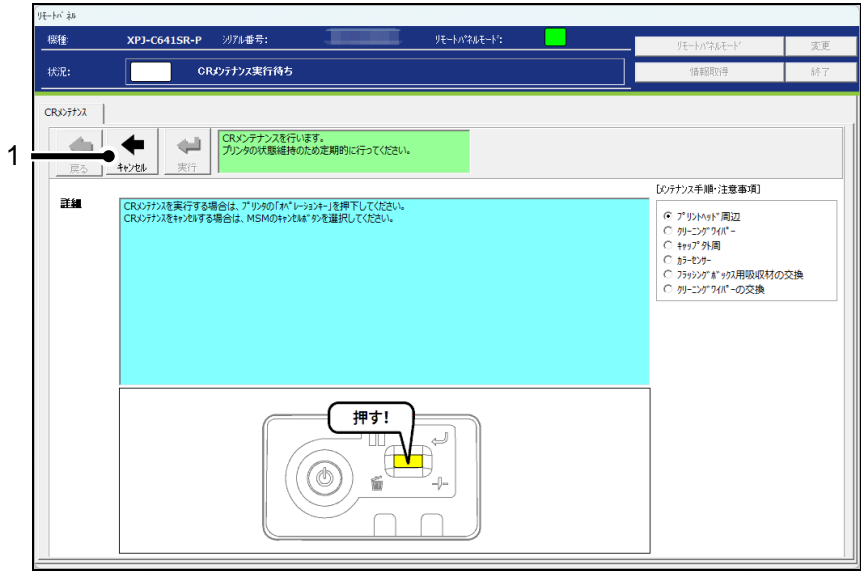 ﾘﾓｰﾄﾊﾟﾈﾙ
機種:
XPJ-C641SR-P
ｼﾘｱﾙ番号:
ﾘﾓｰﾄﾊﾟﾈﾙﾓｰﾄﾞ:
ﾘﾓｰﾄﾊﾟﾈﾙﾓｰﾄﾞ
変更
状況:
CRﾒﾝﾃﾅﾝｽ実行待ち
情報取得
終了
CRﾒﾝﾃﾅﾝｽ
1
戻る
ｷｬﾝｾﾙ
実行
CRメンテナンスを行います。
プリンタの状態維持のため定期的に行ってください。
詳細
CRﾒﾝﾃﾅﾝｽを実行する場合は、ﾌﾟﾘﾝﾀの「ｵﾍﾟﾚｰｼｮﾝｷｰ」を押下してください。
CRﾒﾝﾃﾅﾝｽをｷｬﾝｾﾙする場合は、MSMのｷｬﾝｾﾙﾎﾞﾀﾝを選択してください。
[ﾒﾝﾃﾅﾝｽ手順･注意事項]
ﾌﾟﾘﾝﾄﾍｯﾄﾞ周辺
ｸﾘｰﾆﾝｸﾞﾜｲﾊﾟｰ
ｷｬｯﾌﾟ外周
ｶﾗｰｾﾝｻｰ
ﾌﾗｯｼﾝｸﾞﾎﾞｯｸｽ用吸収材の交換
ｸﾘｰﾆﾝｸﾞﾜｲﾊﾟｰの交換
押す!